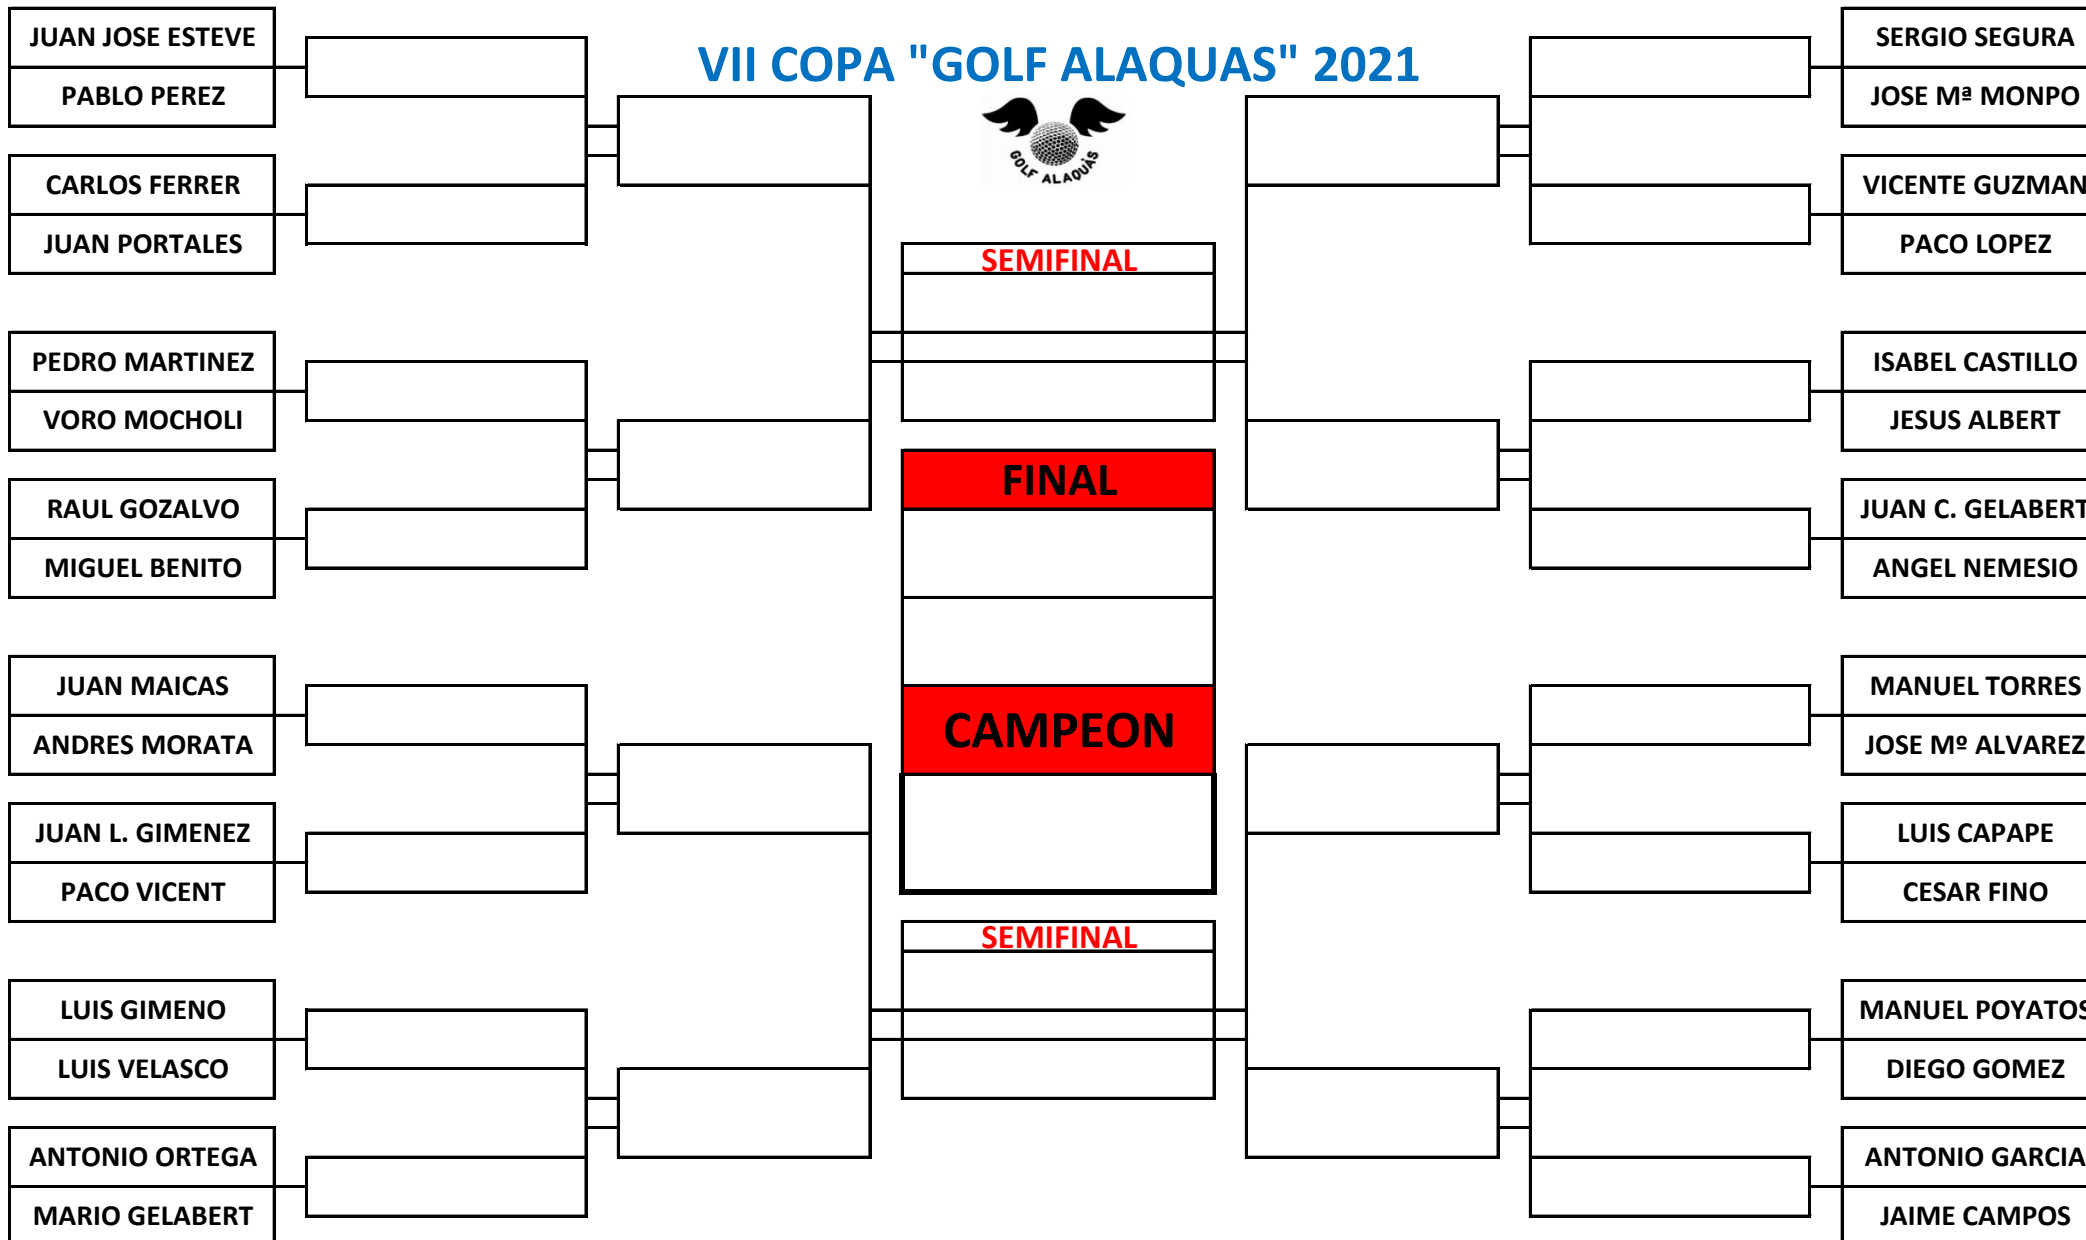 VII COPA "GOLF ALAQUAS" 2021
GOLF ALAQUÀS
JUAN JOSE ESTEVE
PABLO PEREZ
CARLOS FERRER
JUAN PORTALES
PEDRO MARTINEZ
VORO MOCHOLI
RAUL GOZALVO
MIGUEL BENITO
JUAN MAICAS
ANDRES MORATA
JUAN L. GIMENEZ
PACO VICENT
LUIS GIMENO
LUIS VELASCO
ANTONIO ORTEGA
MARIO GELABERT
SEMIFINAL
FINAL
CAMPEON
SEMIFINAL
SERGIO SEGURA
JOSE Mª MONPO
VICENTE GUZMAN
PACO LOPEZ
ISABEL CASTILLO
JESUS ALBERT
JUAN C. GELABERT
ANGEL NEMESIO
MANUEL TORRES
JOSE Mº ALVAREZ
LUIS CAPAPE
CESAR FINO
MANUEL POYATOS
DIEGO GOMEZ
ANTONIO GARCIA
JAIME CAMPOS